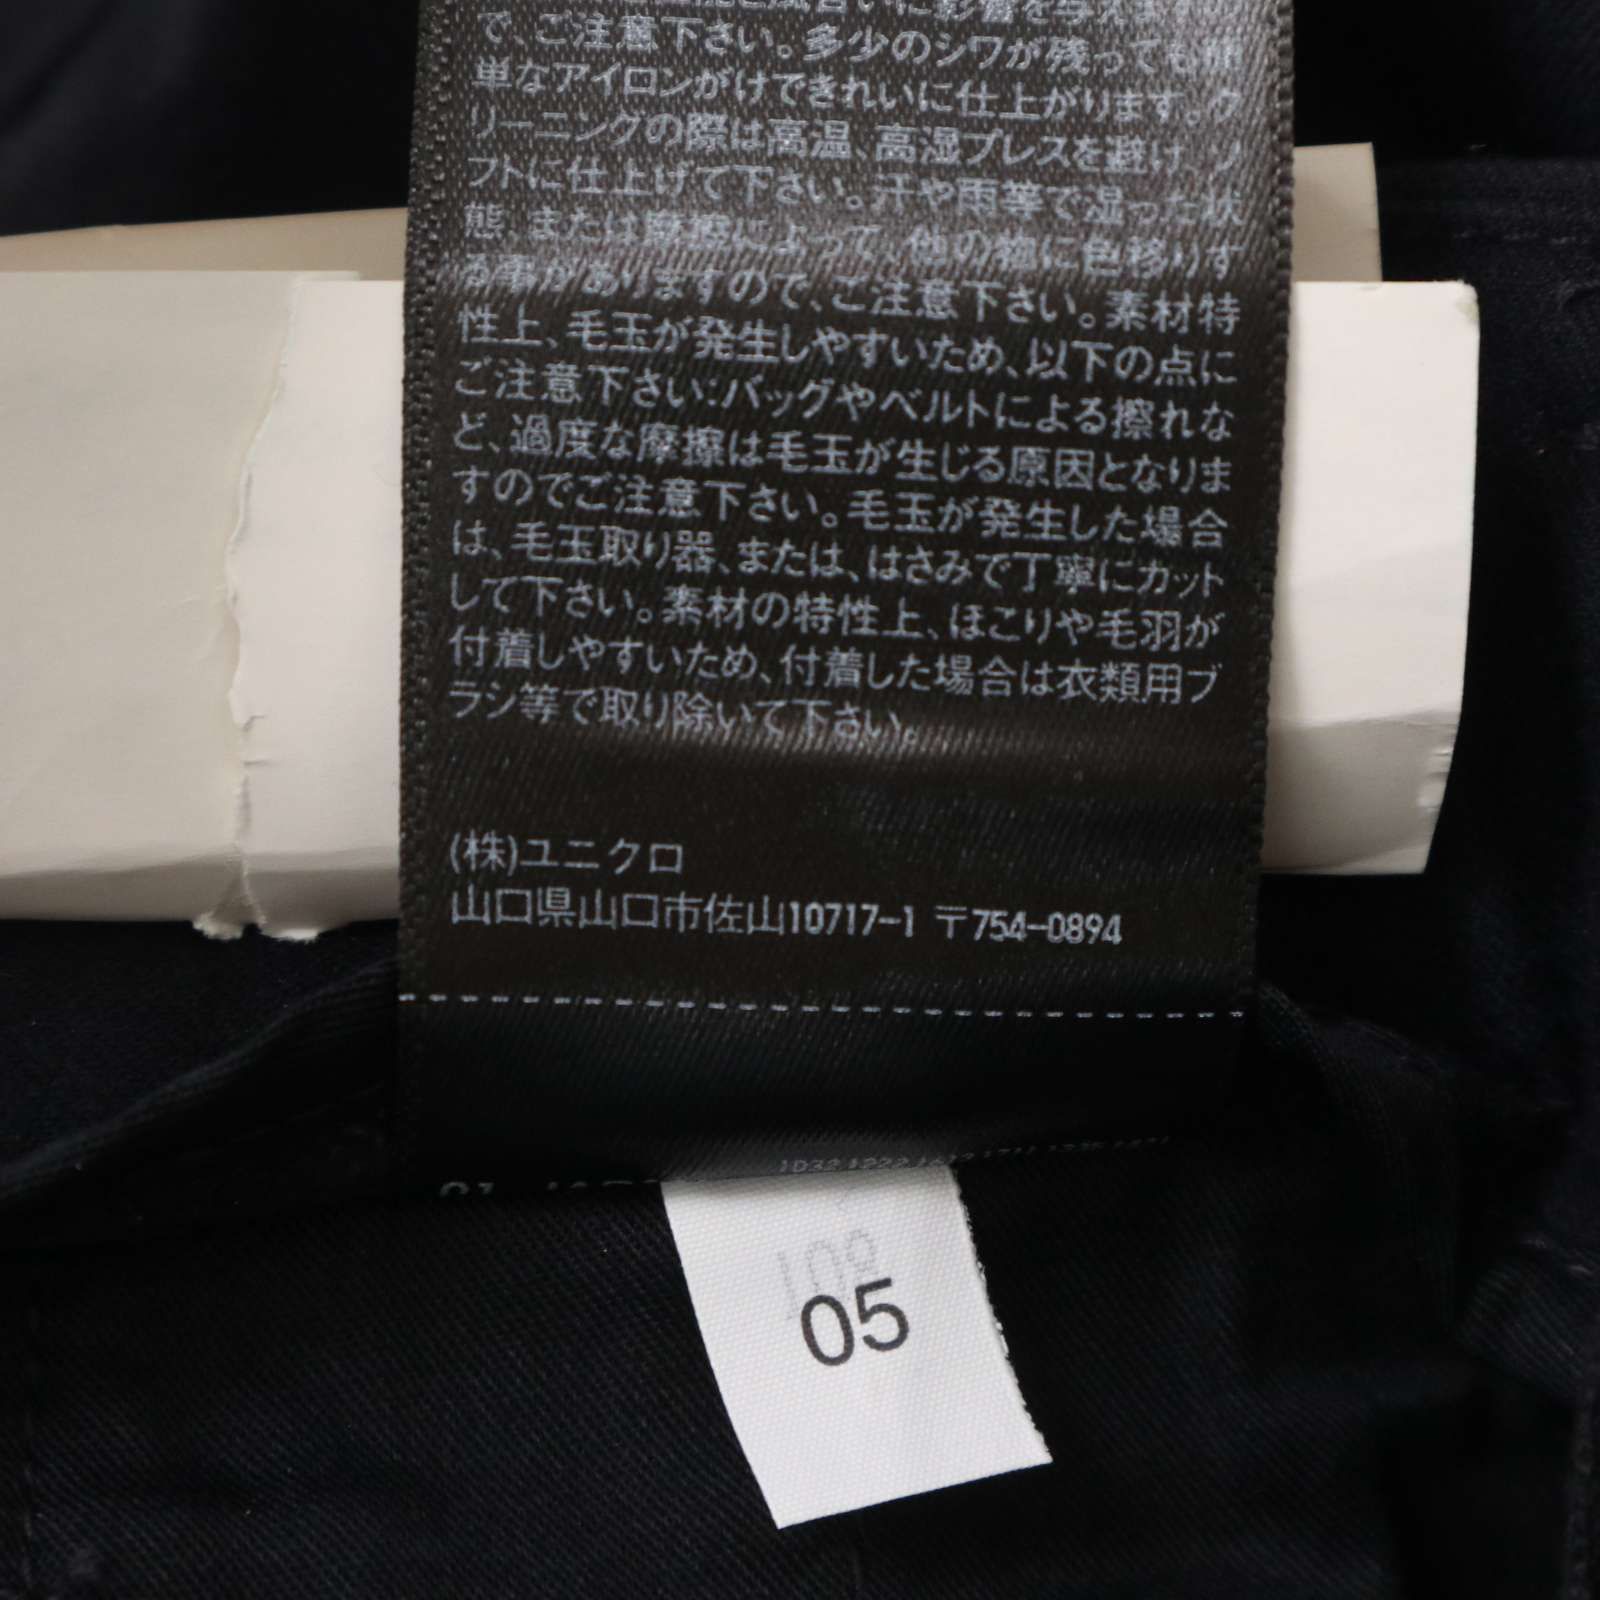 に影響を与えますの
で、ご注意下さい。多少のシワが残っても簡
単なアイロンがけできれいに仕上がります。ク
リーニングの際は高温、高湿プレスを避け、ソ
フトに仕上げて下さい。汗や雨等で湿った状
態、または摩擦によって、他の物に色移りす
る事がありますので、ご注意下さい。素材特
性上、毛玉が発生しやすいため、以下の点に
ご注意下さい:バッグやベルトによる擦れな
ど、過度な摩擦は毛玉が生じる原因となりま
すのでご注意下さい。毛玉が発生した場合
は、毛玉取り器、または、はさみで丁寧にカット
して下さい。素材の特性上、ほこりや毛羽が
付着しやすいため、付着した場合は衣類用ブ
ラシ等で取り除いて下さい。
(株)ユニクロ
山口県山口市佐山10717-1 〒754-0894
05